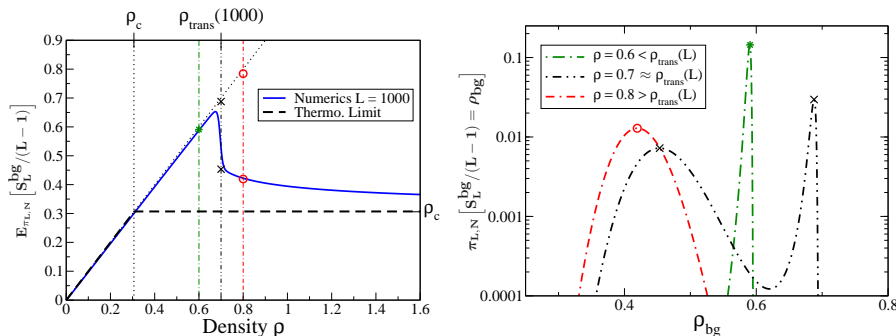 ρc
ρtrans(1000)
0.9
0.8
0.7
0.6
0.5
0.4
0.3
0.2
0.1
0
E_{π_{L,N}} [S_L^{bg}/(L − 1)]
Numerics L = 1000
Thermo. Limit
ρc
0 0.2 0.4 0.6 0.8 1 1.2 1.4 1.6
Density ρ
0.1
0.01
0.001
0.0001
π_{L,N} [S_L^{bg}/(L − 1) = ρ_{bg}]
ρ = 0.6 < ρtrans(L)
ρ = 0.7 ≈ ρtrans(L)
ρ = 0.8 > ρtrans(L)
0.4 0.6 0.8
ρbg